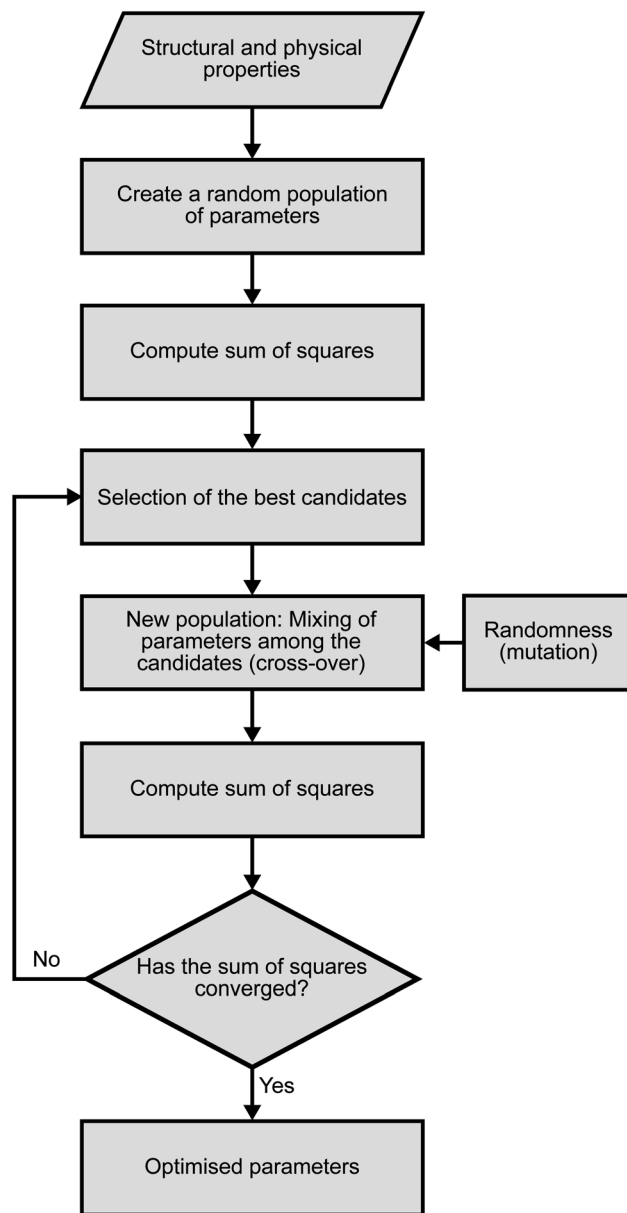 Structural and physical
properties
Create a random population
of parameters
Compute sum of squares
Selection of the best candidates
New population: Mixing of
parameters among the
candidates (cross-over)
Randomness
(mutation)
Compute sum of squares
Has the sum of squares
converged?
No
Yes
Optimised parameters